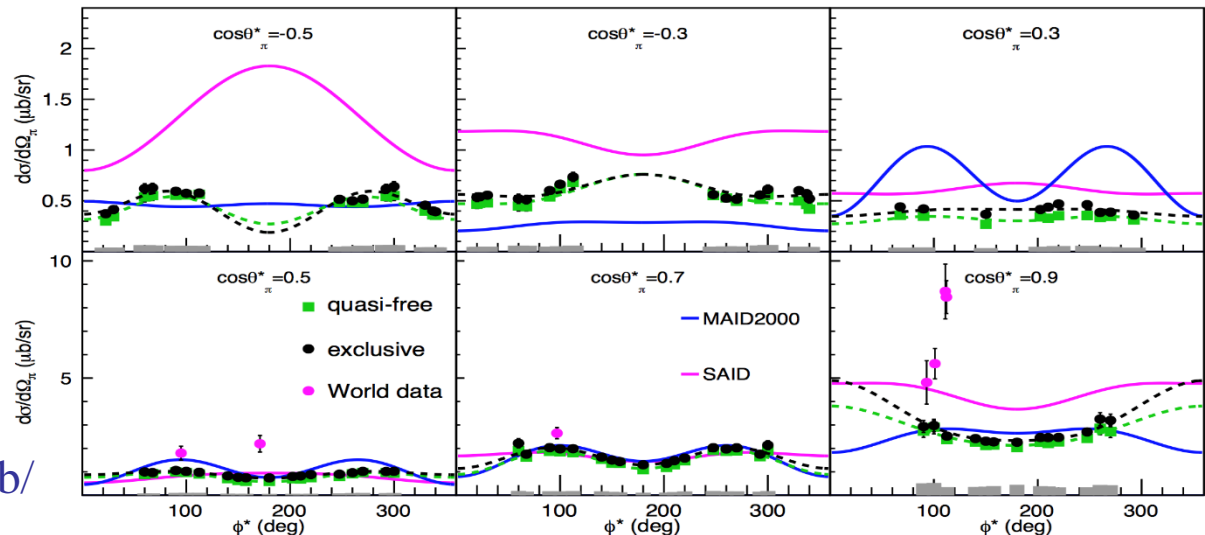 cosθ*π=-0.5
cosθ*π=-0.3
cosθ*π=0.3
dσ/dΩπ (μb/sr)
2
1.5
1
0.5
cosθ*π=0.5
cosθ*π=0.7
cosθ*π=0.9
quasi-free
exclusive
World data
MAID2000
SAID
dσ/dΩπ (μb/sr)
10
5
b/
100 200 300
100 200 300
100 200 300
φ* (deg)
φ* (deg)
φ* (deg)